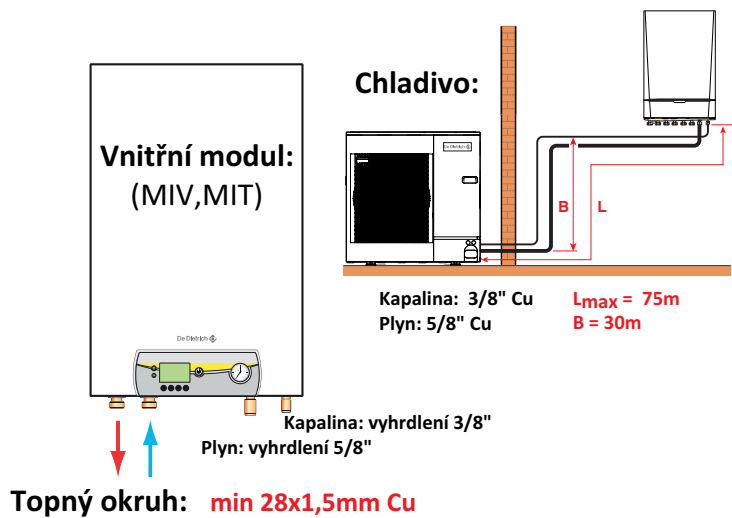 Chladivo:
Vnitřní modul:
(MIV,MIT)
De Dietrich
B
L
Kapalina: 3/8" Cu
Plyn: 5/8" Cu
Lmax = 75m
B = 30m
De Dietrich
Kapalina: vyhrdlení 3/8"
Plyn: vyhrdlení 5/8"
Topný okruh: min 28x1,5mm Cu